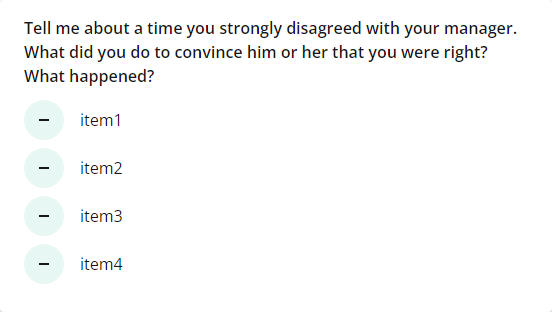 Tell me about a time you strongly disagreed with your manager.
What did you do to convince him or her that you were right?
What happened?
– item1
– item2
– item3
– item4